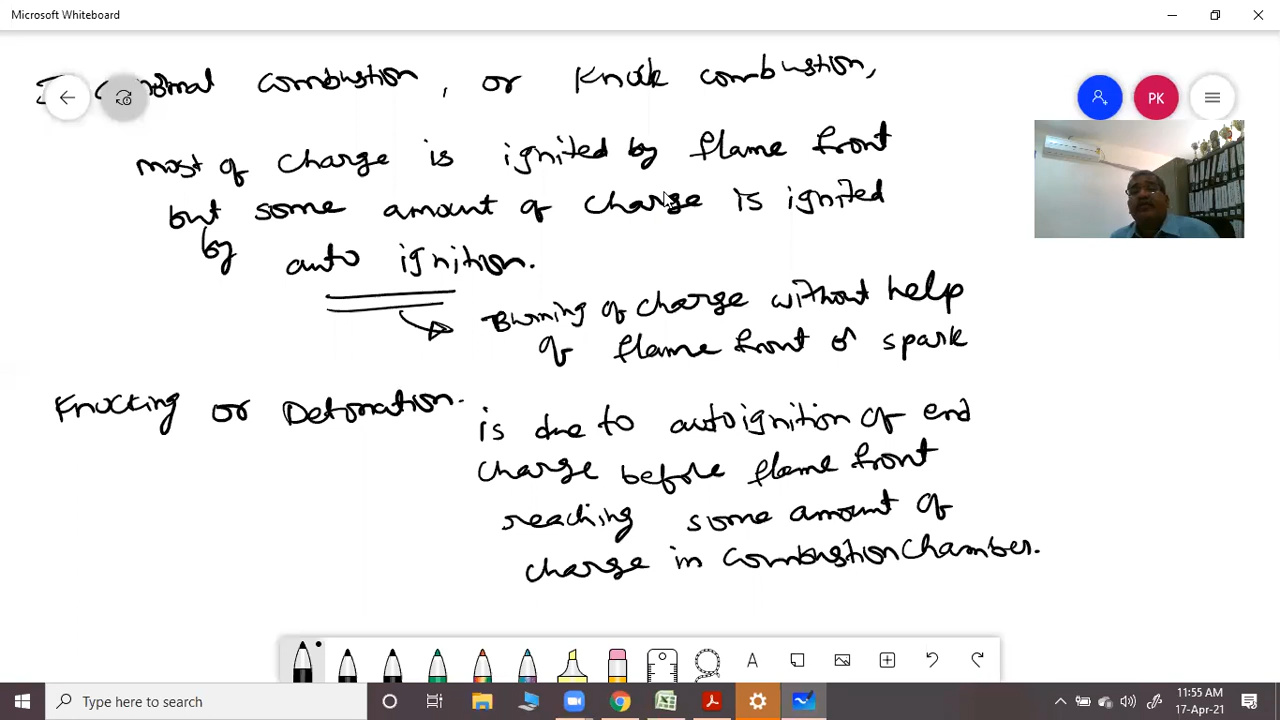 Microsoft Whiteboard
combustion, or Knock combustion,
PK
most of charge is ignited by flame front
but some amount of charge is ignited
by auto ignition.
Burning of charge without help
of flame front or spark
Knocking or Detonation.
is due to autoignition of end
charge before flame front
reaching some amount of
charge in Combustion Chamber.
A
Type here to search
11:55 AM
17-Apr-21